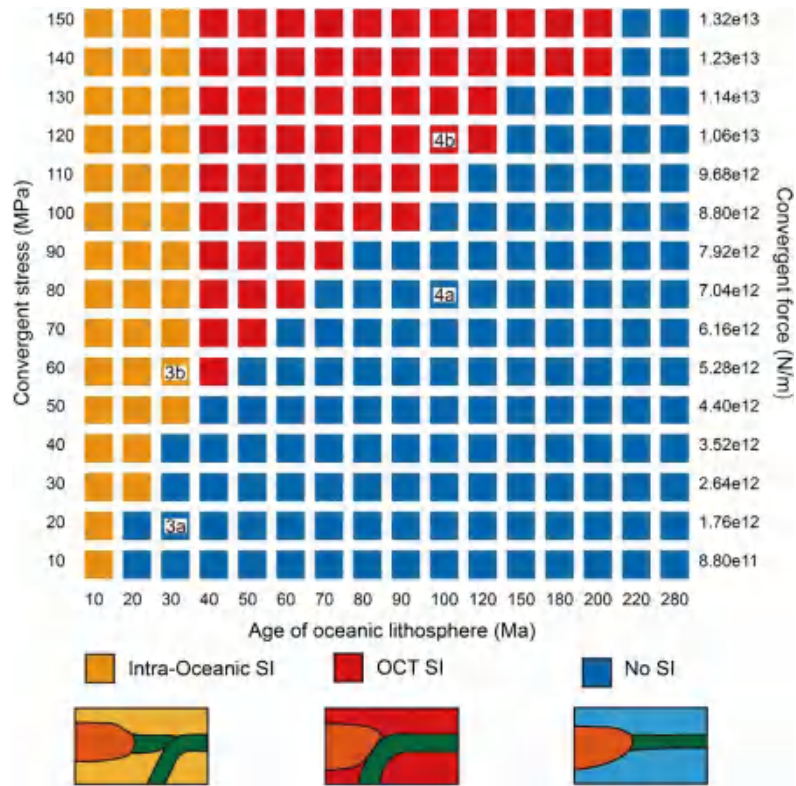 150 1.32e13
140 1.23e13
130 1.14e13
120 4b 1,06e13
110 9.68e12
100 8.80e12
90 7.92e12
80 4a 7.04e12
70 6.16e12
60 3b 5.28e12
50 4.40e12
40 3.52e12
30 2.64e12
20 3a 1.76e12
10 8.80e11
Convergent stress (MPa)
Convergent force (N/m)
10 20 30 40 50 60 70 80 90 100 120 150 180 200 220 280
Age of oceanic lithosphere (Ma)
Intra-Oceanic SI OCT SI No SI